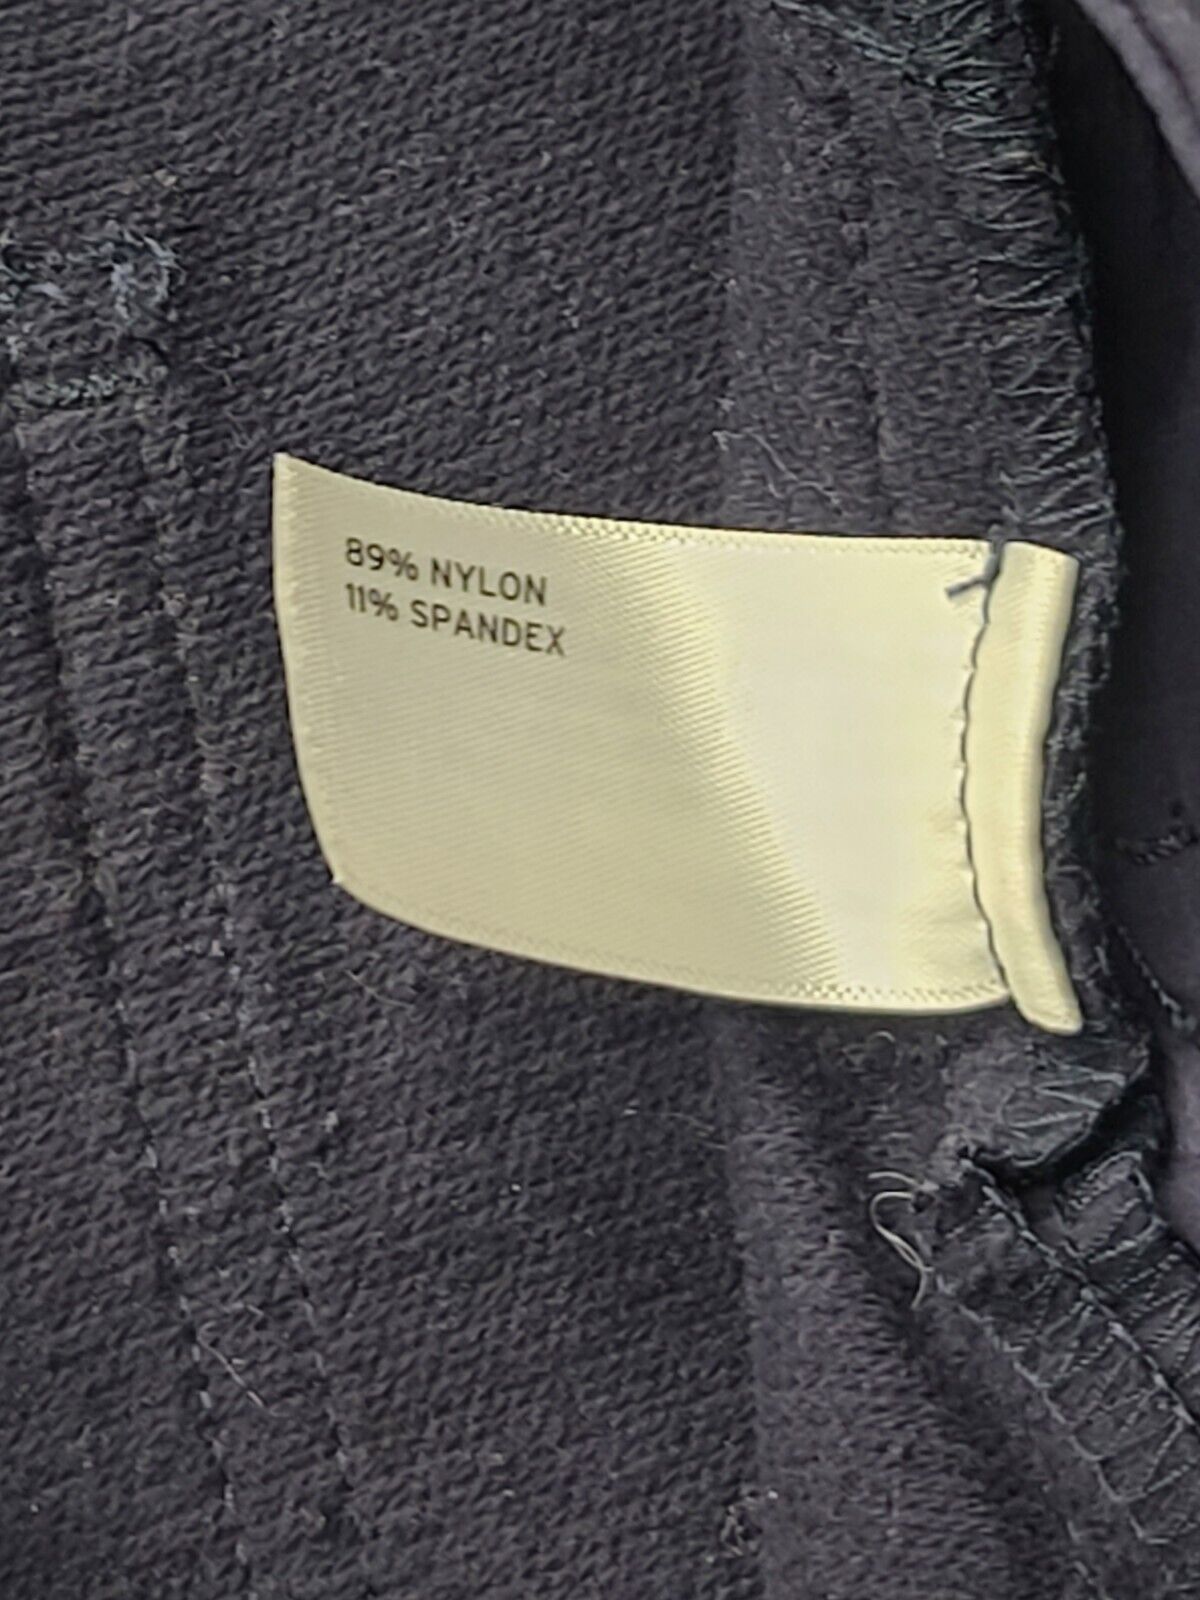 89% NYLON
11% SPANDEX